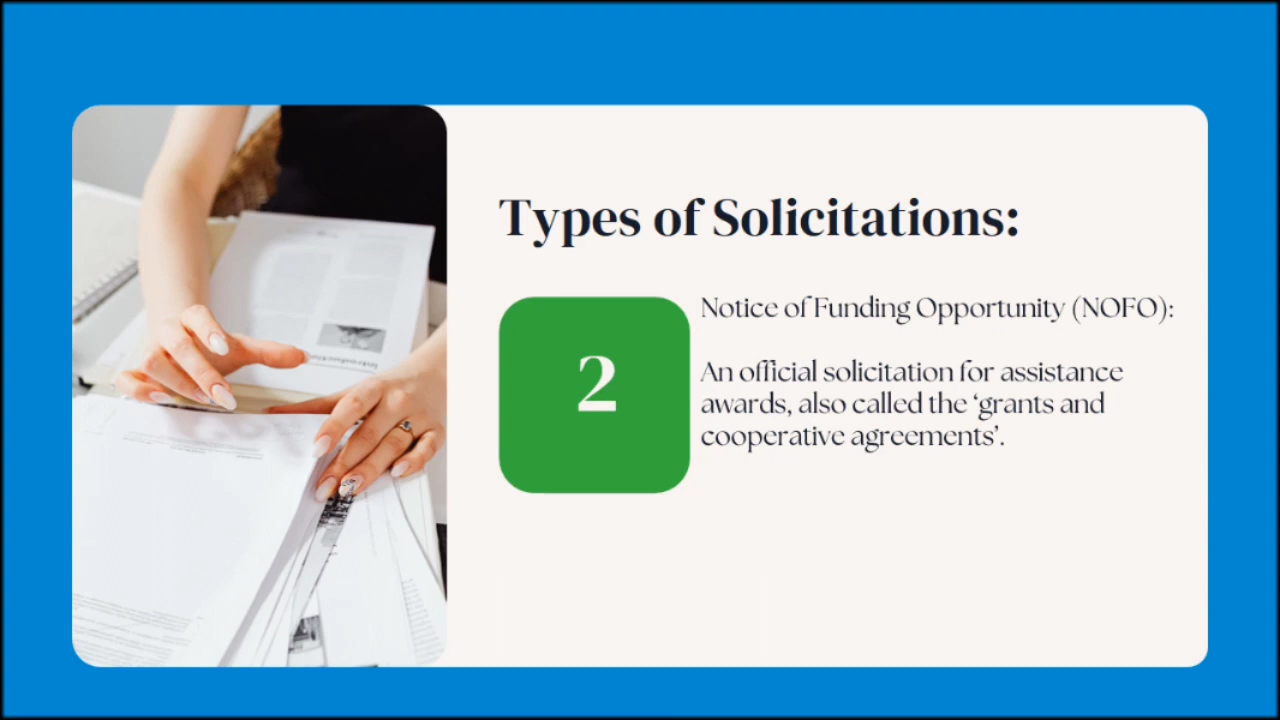 Types of Solicitations:
2
Notice of Funding Opportunity (NOFO):
An official solicitation for assistance
awards, also called the ‘grants and
cooperative agreements’.